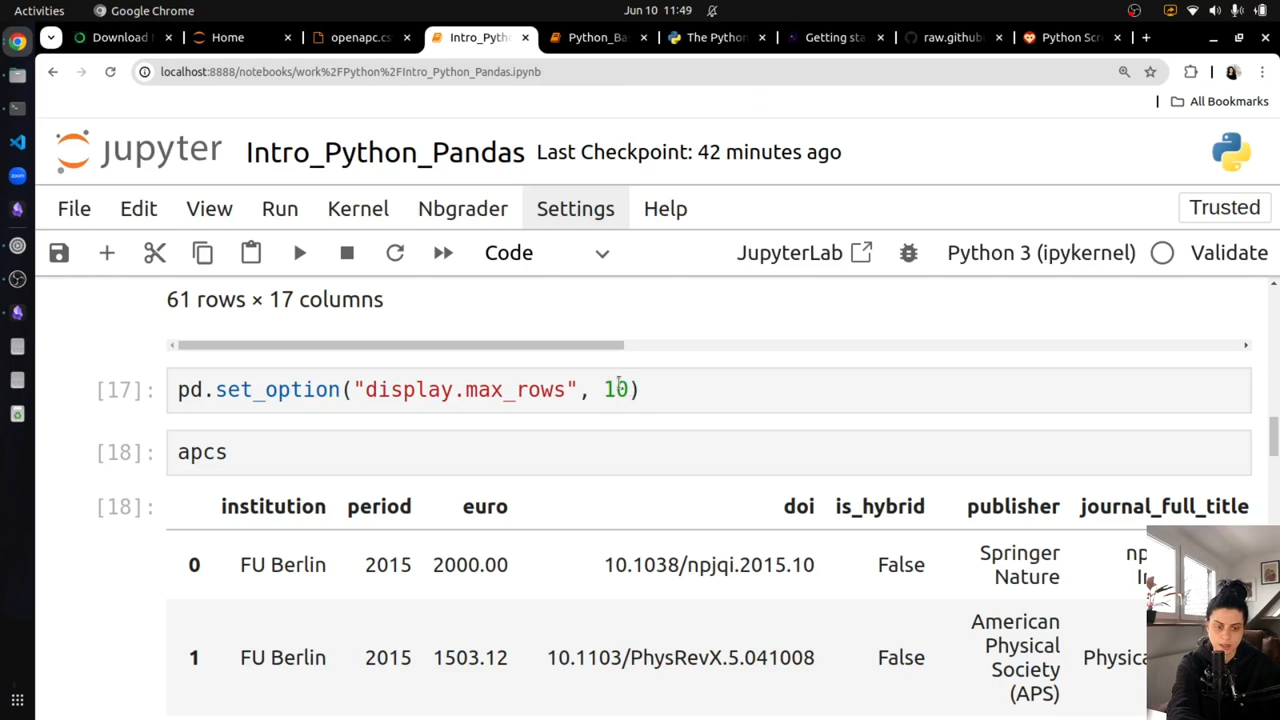 Activities Google Chrome Jun 10 11:49
Download Home openapc.cs Intro_Pytho Python_Ba The Python Getting sta raw.github Python Scr
localhost:8888/notebooks/work%2FPython%2FIntro_Python_Pandas.ipynb
All Bookmarks
jupyter Intro_Python_Pandas Last Checkpoint: 42 minutes ago
File Edit View Run Kernel Nbgrader Settings Help Trusted
Code JupyterLab Python 3 (ipykernel) Validate
61 rows × 17 columns
[17]: pd.set_option("display.max_rows", 10)
[18]: apcs
[18]: institution period euro doi is_hybrid publisher journal_full_title
0 FU Berlin 2015 2000.00 10.1038/npjqi.2015.10 False Springer Nature np
1 FU Berlin 2015 1503.12 10.1103/PhysRevX.5.041008 False American Physical Society (APS) Physica